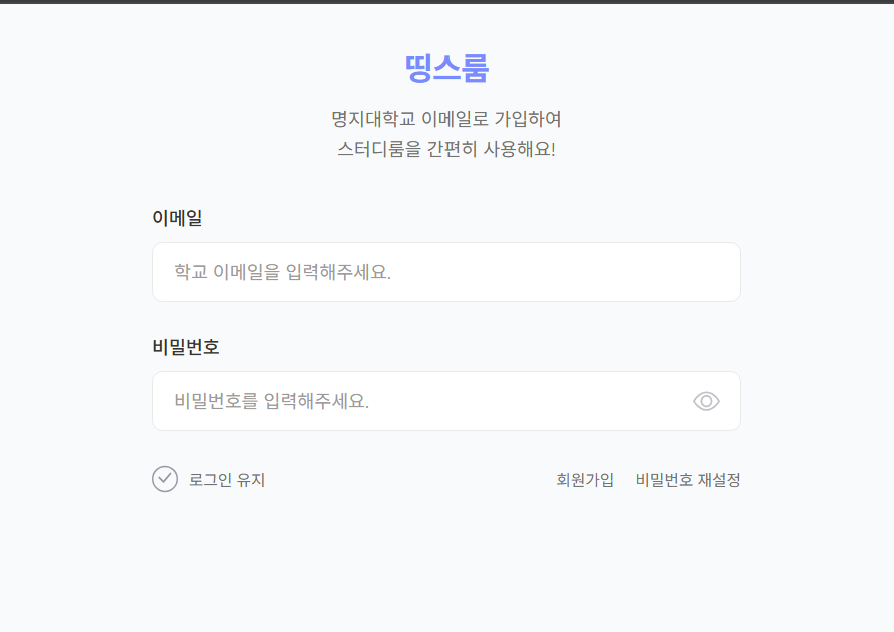 띵스룸
명지대학교 이메일로 가입하여
스터디룸을 간편히 사용해요!
이메일
학교 이메일을 입력해주세요.
비밀번호
비밀번호를 입력해주세요.
로그인 유지 회원가입 비밀번호 재설정